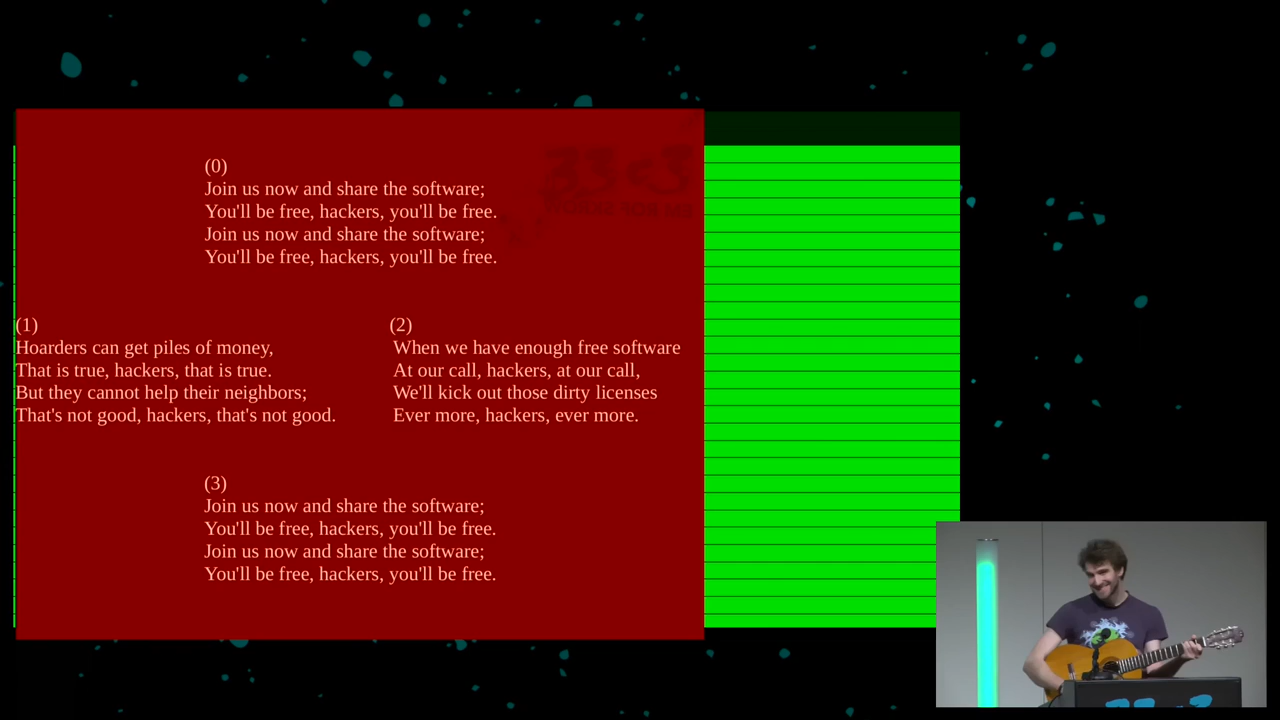 (0)
Join us now and share the software;
You'll be free, hackers, you'll be free.
Join us now and share the software;
You'll be free, hackers, you'll be free.
(1)
Hoarders can get piles of money,
That is true, hackers, that is true.
But they cannot help their neighbors;
That's not good, hackers, that's not good.
(2)
When we have enough free software
At our call, hackers, at our call,
We'll kick out those dirty licenses
Ever more, hackers, ever more.
(3)
Join us now and share the software;
You'll be free, hackers, you'll be free.
Join us now and share the software;
You'll be free, hackers, you'll be free.